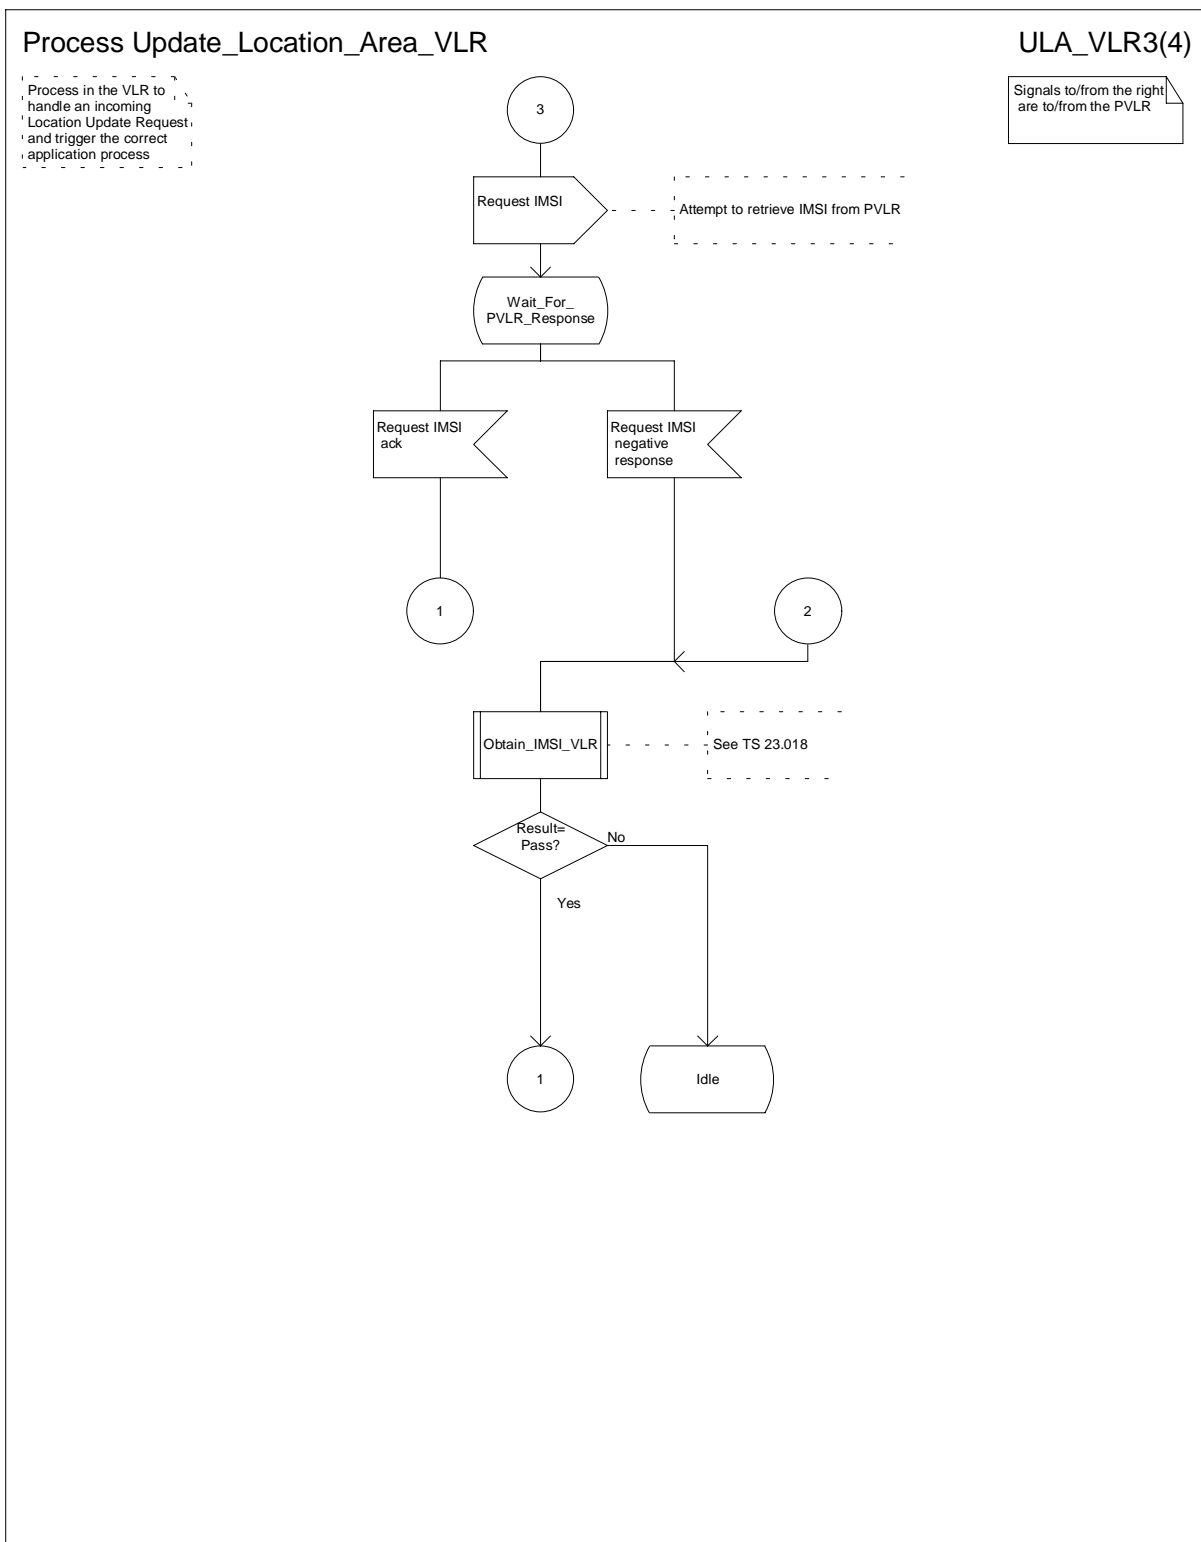 Process Update_Location_Area_VLR
ULA_VLR3(4)
Process in the VLR to
handle an incoming
Location Update Request
and trigger the correct
application process
Signals to/from the right
are to/from the PVLR
3
Request IMSI
Attempt to retrieve IMSI from PVLR
Wait_For_
PVLR_Response
Request IMSI
ack
Request IMSI
negative
response
1
2
Obtain_IMSI_VLR
See TS 23.018
Result=
Pass?
No
Yes
1
Idle